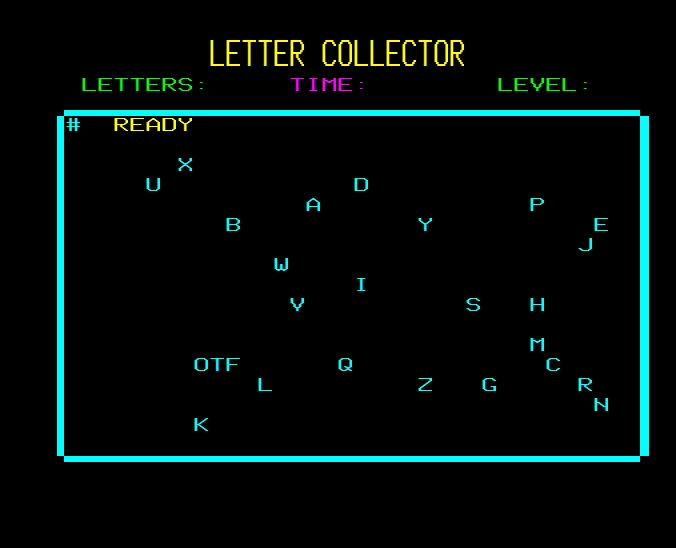 LETTER COLLECTOR
LETTERS: TIME: LEVEL:
# READY
X
U D
A P
B Y E
J
W
I
V S H
M
OTF Q C
L Z G R
N
K